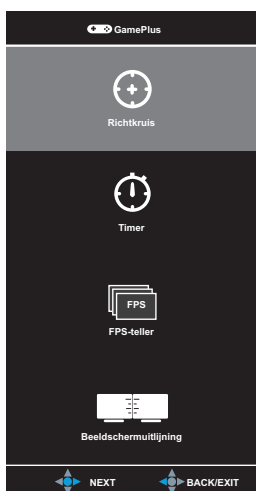 GamePlus
Richtkruis
Timer
FPS
FPS-teller
Beeldschermuitlijning
NEXT BACK/EXIT